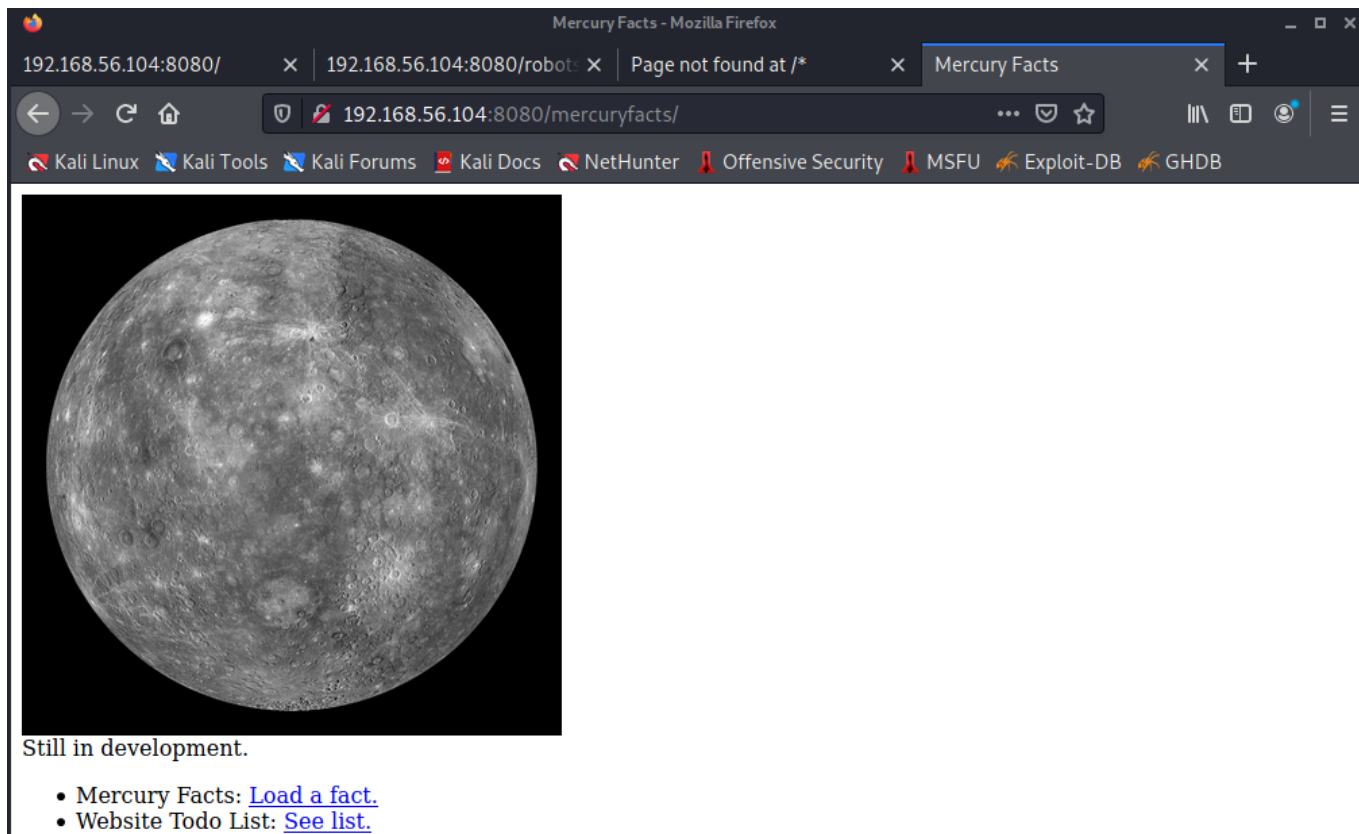 Mercury Facts - Mozilla Firefox
192.168.56.104:8080/ 192.168.56.104:8080/robots Page not found at /* Mercury Facts
192.168.56.104:8080/mercuryfacts/
Kali Linux Kali Tools Kali Forums Kali Docs NetHunter Offensive Security MSFU Exploit-DB GHDB
Still in development.
• Mercury Facts: Load a fact.
• Website Todo List: See list.